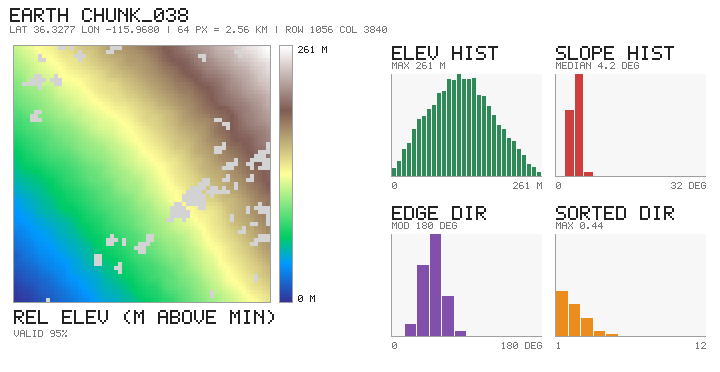 EARTH CHUNK_038
LAT 36.3277 LON -115.9680 | 64 PX = 2.56 KM | ROW 1056 COL 3840
261 M
0 M
REL ELEV (M ABOVE MIN)
VALID 95%
ELEV HIST
MAX 261 M
0 261 M
SLOPE HIST
MEDIAN 4.2 DEG
0 32 DEG
EDGE DIR
MOD 180 DEG
0 180 DEG
SORTED DIR
MAX 0.44
1 12